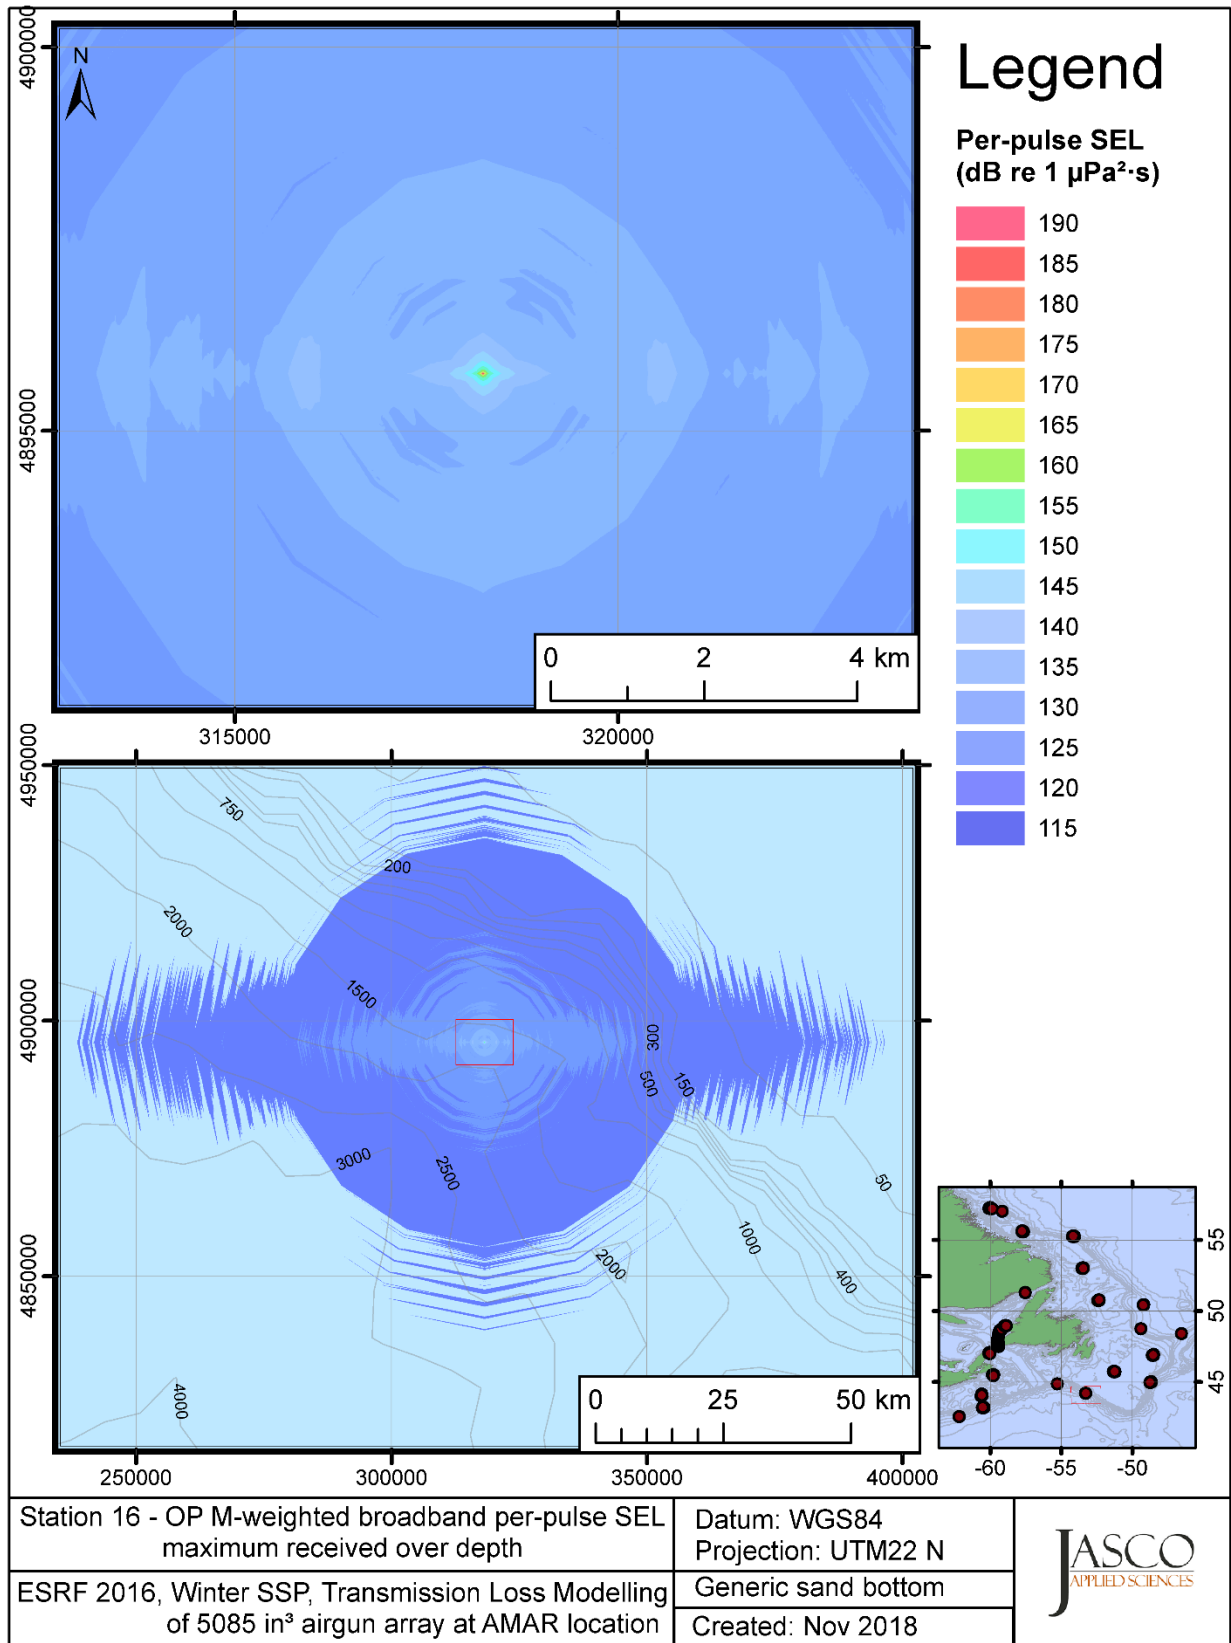 4900000
4895000
N
0 2 4 km
315000 320000
Legend
Per-pulse SEL
(dB re 1 µPa²·s)
190
185
180
175
170
165
160
155
150
145
140
135
130
125
120
115
4950000
4900000
4850000
750
200
2000
1500
300
500
150
3000
2500
50
1000
2000
400
4000
0 25 50 km
250000 300000 350000 400000
55
50
45
-60 -55 -50
Station 16 - OP M-weighted broadband per-pulse SEL
maximum received over depth
ESRF 2016, Winter SSP, Transmission Loss Modelling
of 5085 in³ airgun array at AMAR location
Datum: WGS84
Projection: UTM22 N
Generic sand bottom
Created: Nov 2018
JASCO
APPLIED SCIENCES